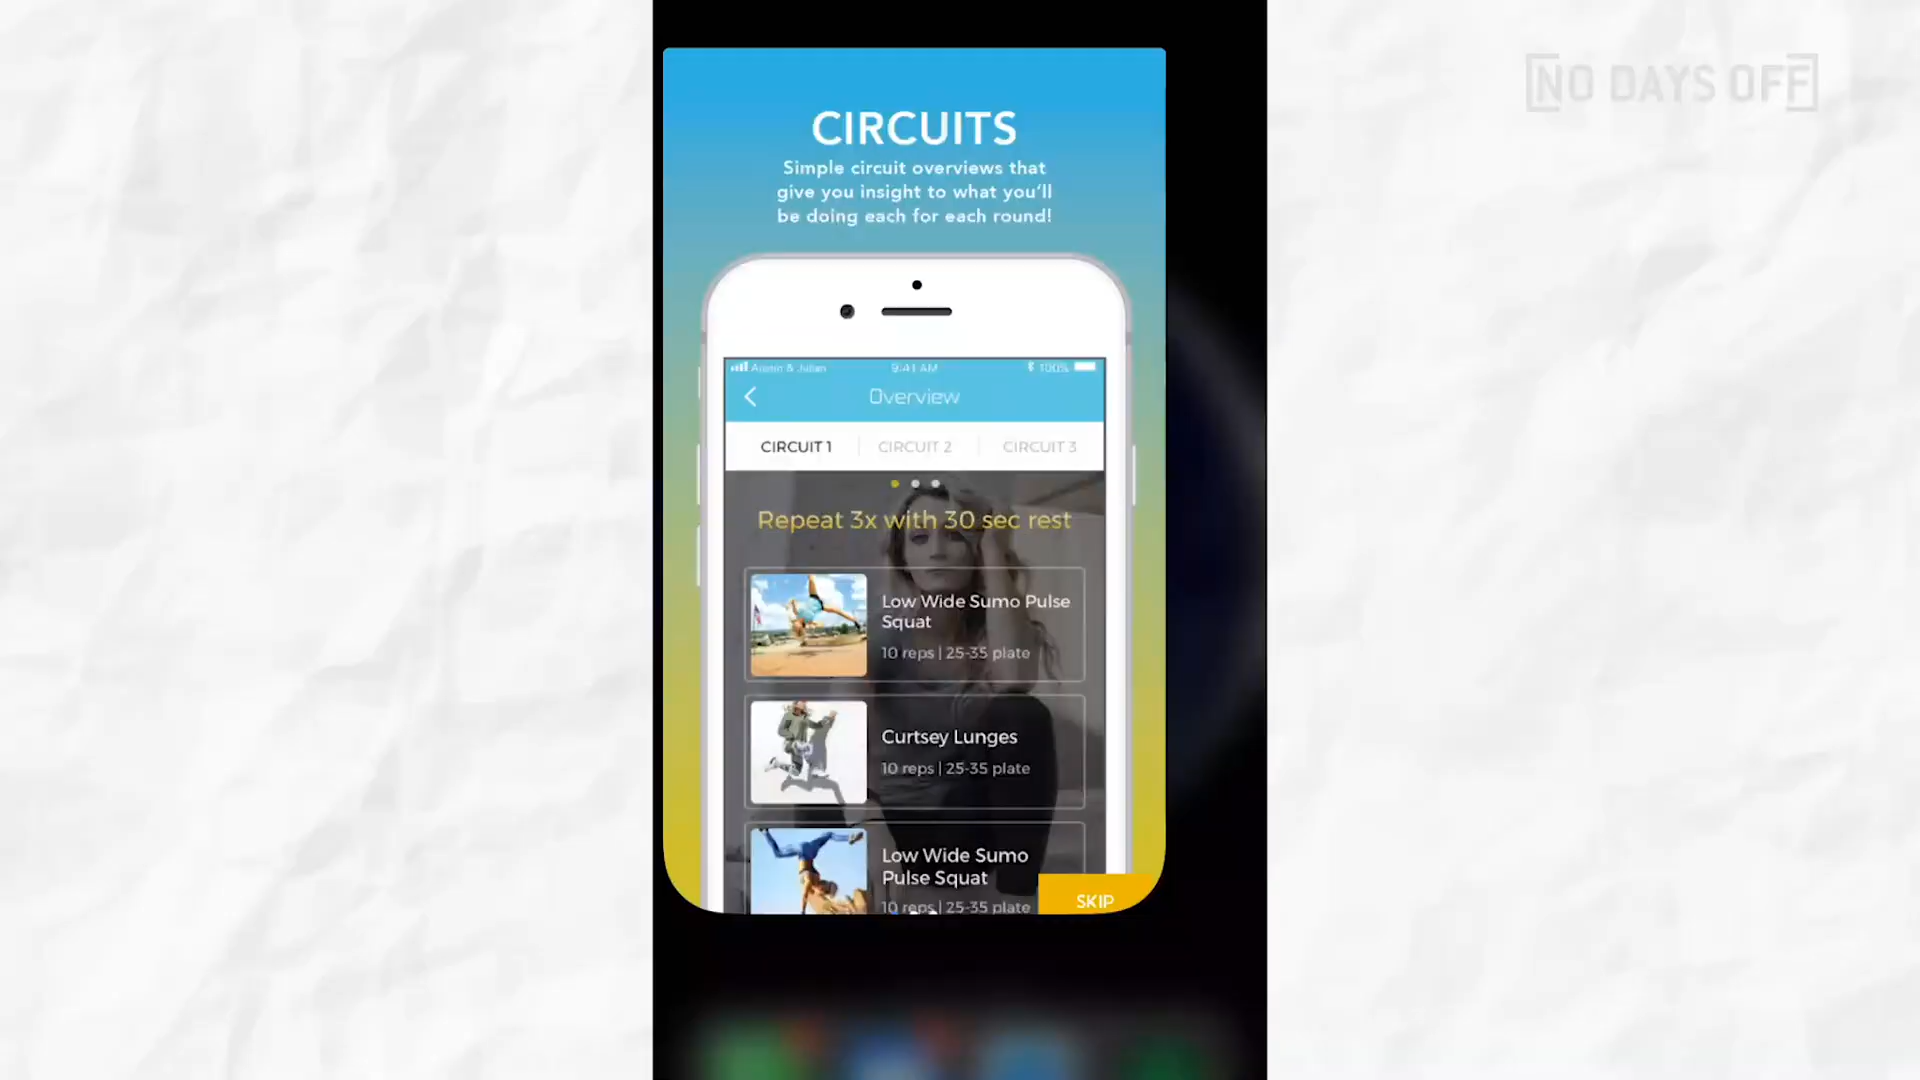 [NO DAYS OFF]
CIRCUITS
Simple circuit overviews that
give you insight to what you'll
be doing each for each round!
Austin & Julian 9:41 AM 100%
Overview
CIRCUIT 1 CIRCUIT 2 CIRCUIT 3
Repeat 3x with 30 sec rest
Low Wide Sumo Pulse
Squat
10 reps | 25-35 plate
Curtsey Lunges
10 reps | 25-35 plate
Low Wide Sumo
Pulse Squat
10 reps | 25-35 plate
SKIP